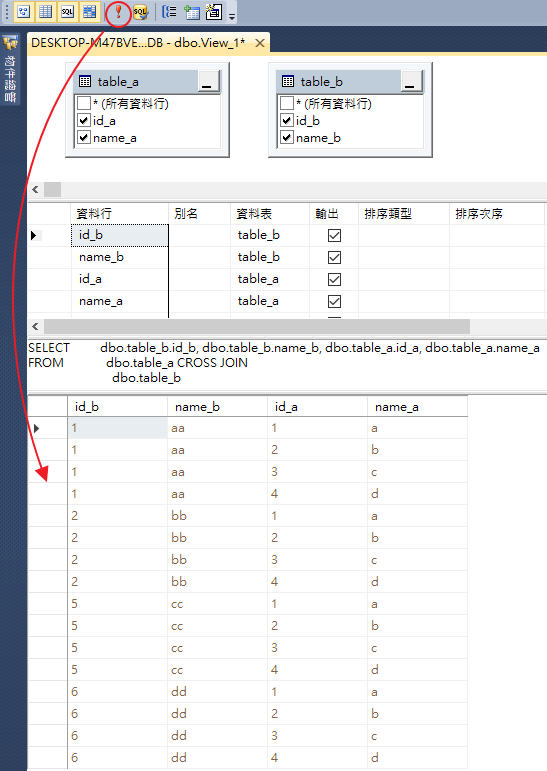 SQL
DESKTOP-M47BVE...DB - dbo.View_1* ×
物件總管
table_a
* (所有資料行)
id_a
name_a
table_b
* (所有資料行)
id_b
name_b
資料行 別名 資料表 輸出 排序類型 排序次序
id_b table_b
name_b table_b
id_a table_a
name_a table_a
SELECT dbo.table_b.id_b, dbo.table_b.name_b, dbo.table_a.id_a, dbo.table_a.name_a
FROM dbo.table_a CROSS JOIN
dbo.table_b
id_b name_b id_a name_a
1 aa 1 a
1 aa 2 b
1 aa 3 c
1 aa 4 d
2 bb 1 a
2 bb 2 b
2 bb 3 c
2 bb 4 d
5 cc 1 a
5 cc 2 b
5 cc 3 c
5 cc 4 d
6 dd 1 a
6 dd 2 b
6 dd 3 c
6 dd 4 d